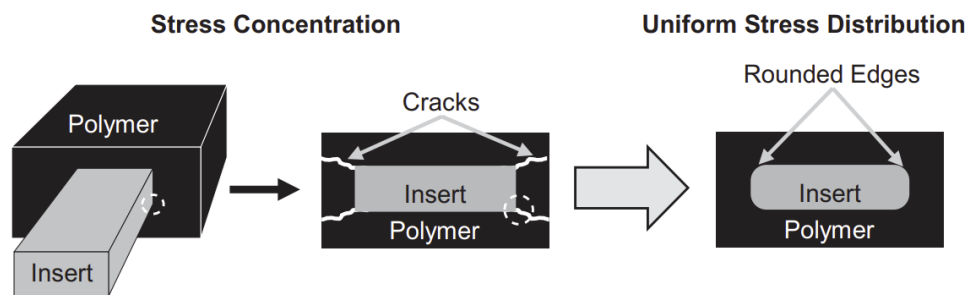 Stress Concentration
Uniform Stress Distribution
Polymer
Insert
Cracks
Insert
Polymer
Rounded Edges
Insert
Polymer